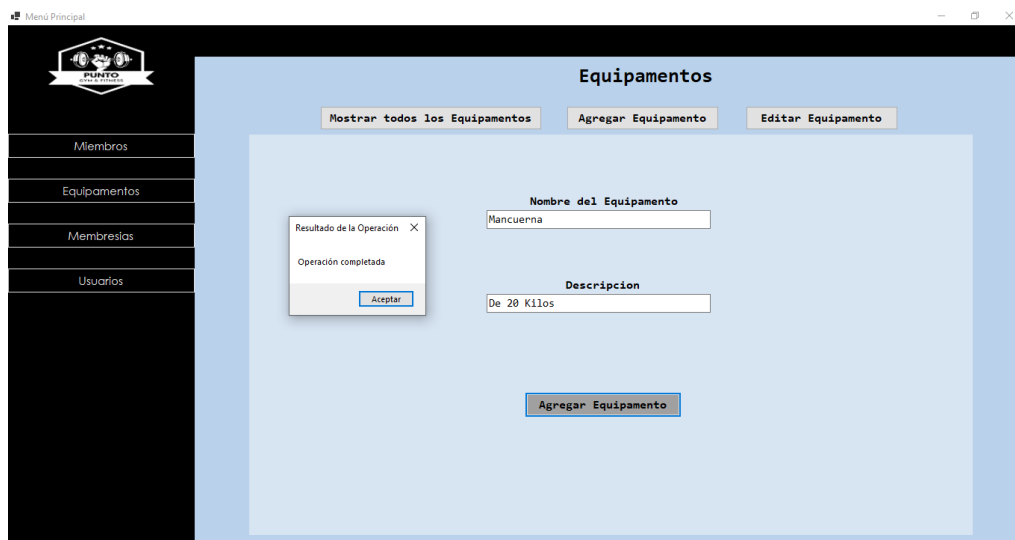 Menú Principal
PUNTO
GYM & FITNESS
Equipamentos
Mostrar todos los Equipamentos
Agregar Equipamento
Editar Equipamento
Miembros
Equipamentos
Membresias
Usuarios
Nombre del Equipamento
Mancuerna
Resultado de la Operación
Operación completada
Aceptar
Descripcion
De 20 Kilos
Agregar Equipamento